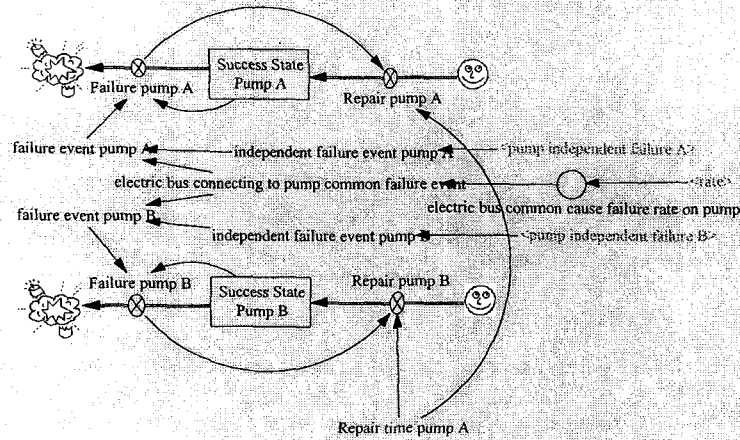 Success State
Pump A
Failure pump A
Repair pump A
failure event pump A
independent failure event pump A
<pump independent failure A>
electric bus connecting to pump common failure event
<rate>
electric bus common cause failure rate on pump
failure event pump B
independent failure event pump B
<pump independent failure B>
Failure pump B
Repair pump B
Success State
Pump B
Repair time pump A